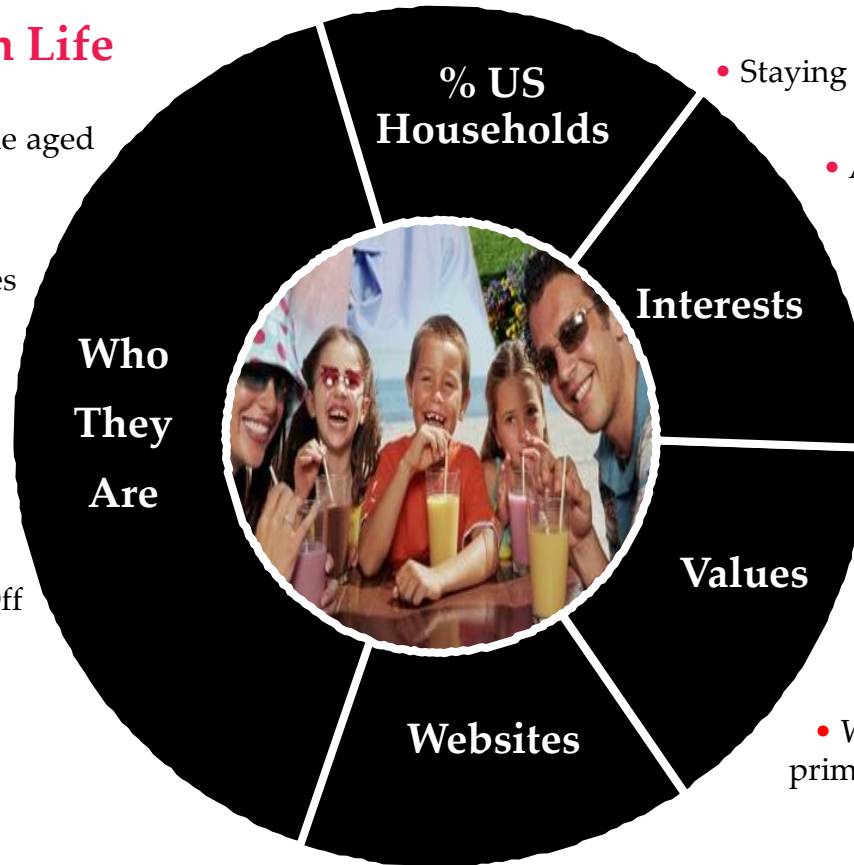 Life
% US
Households
• Staying
aged
•
Interests
Who
They
Are
Values
Websites
•